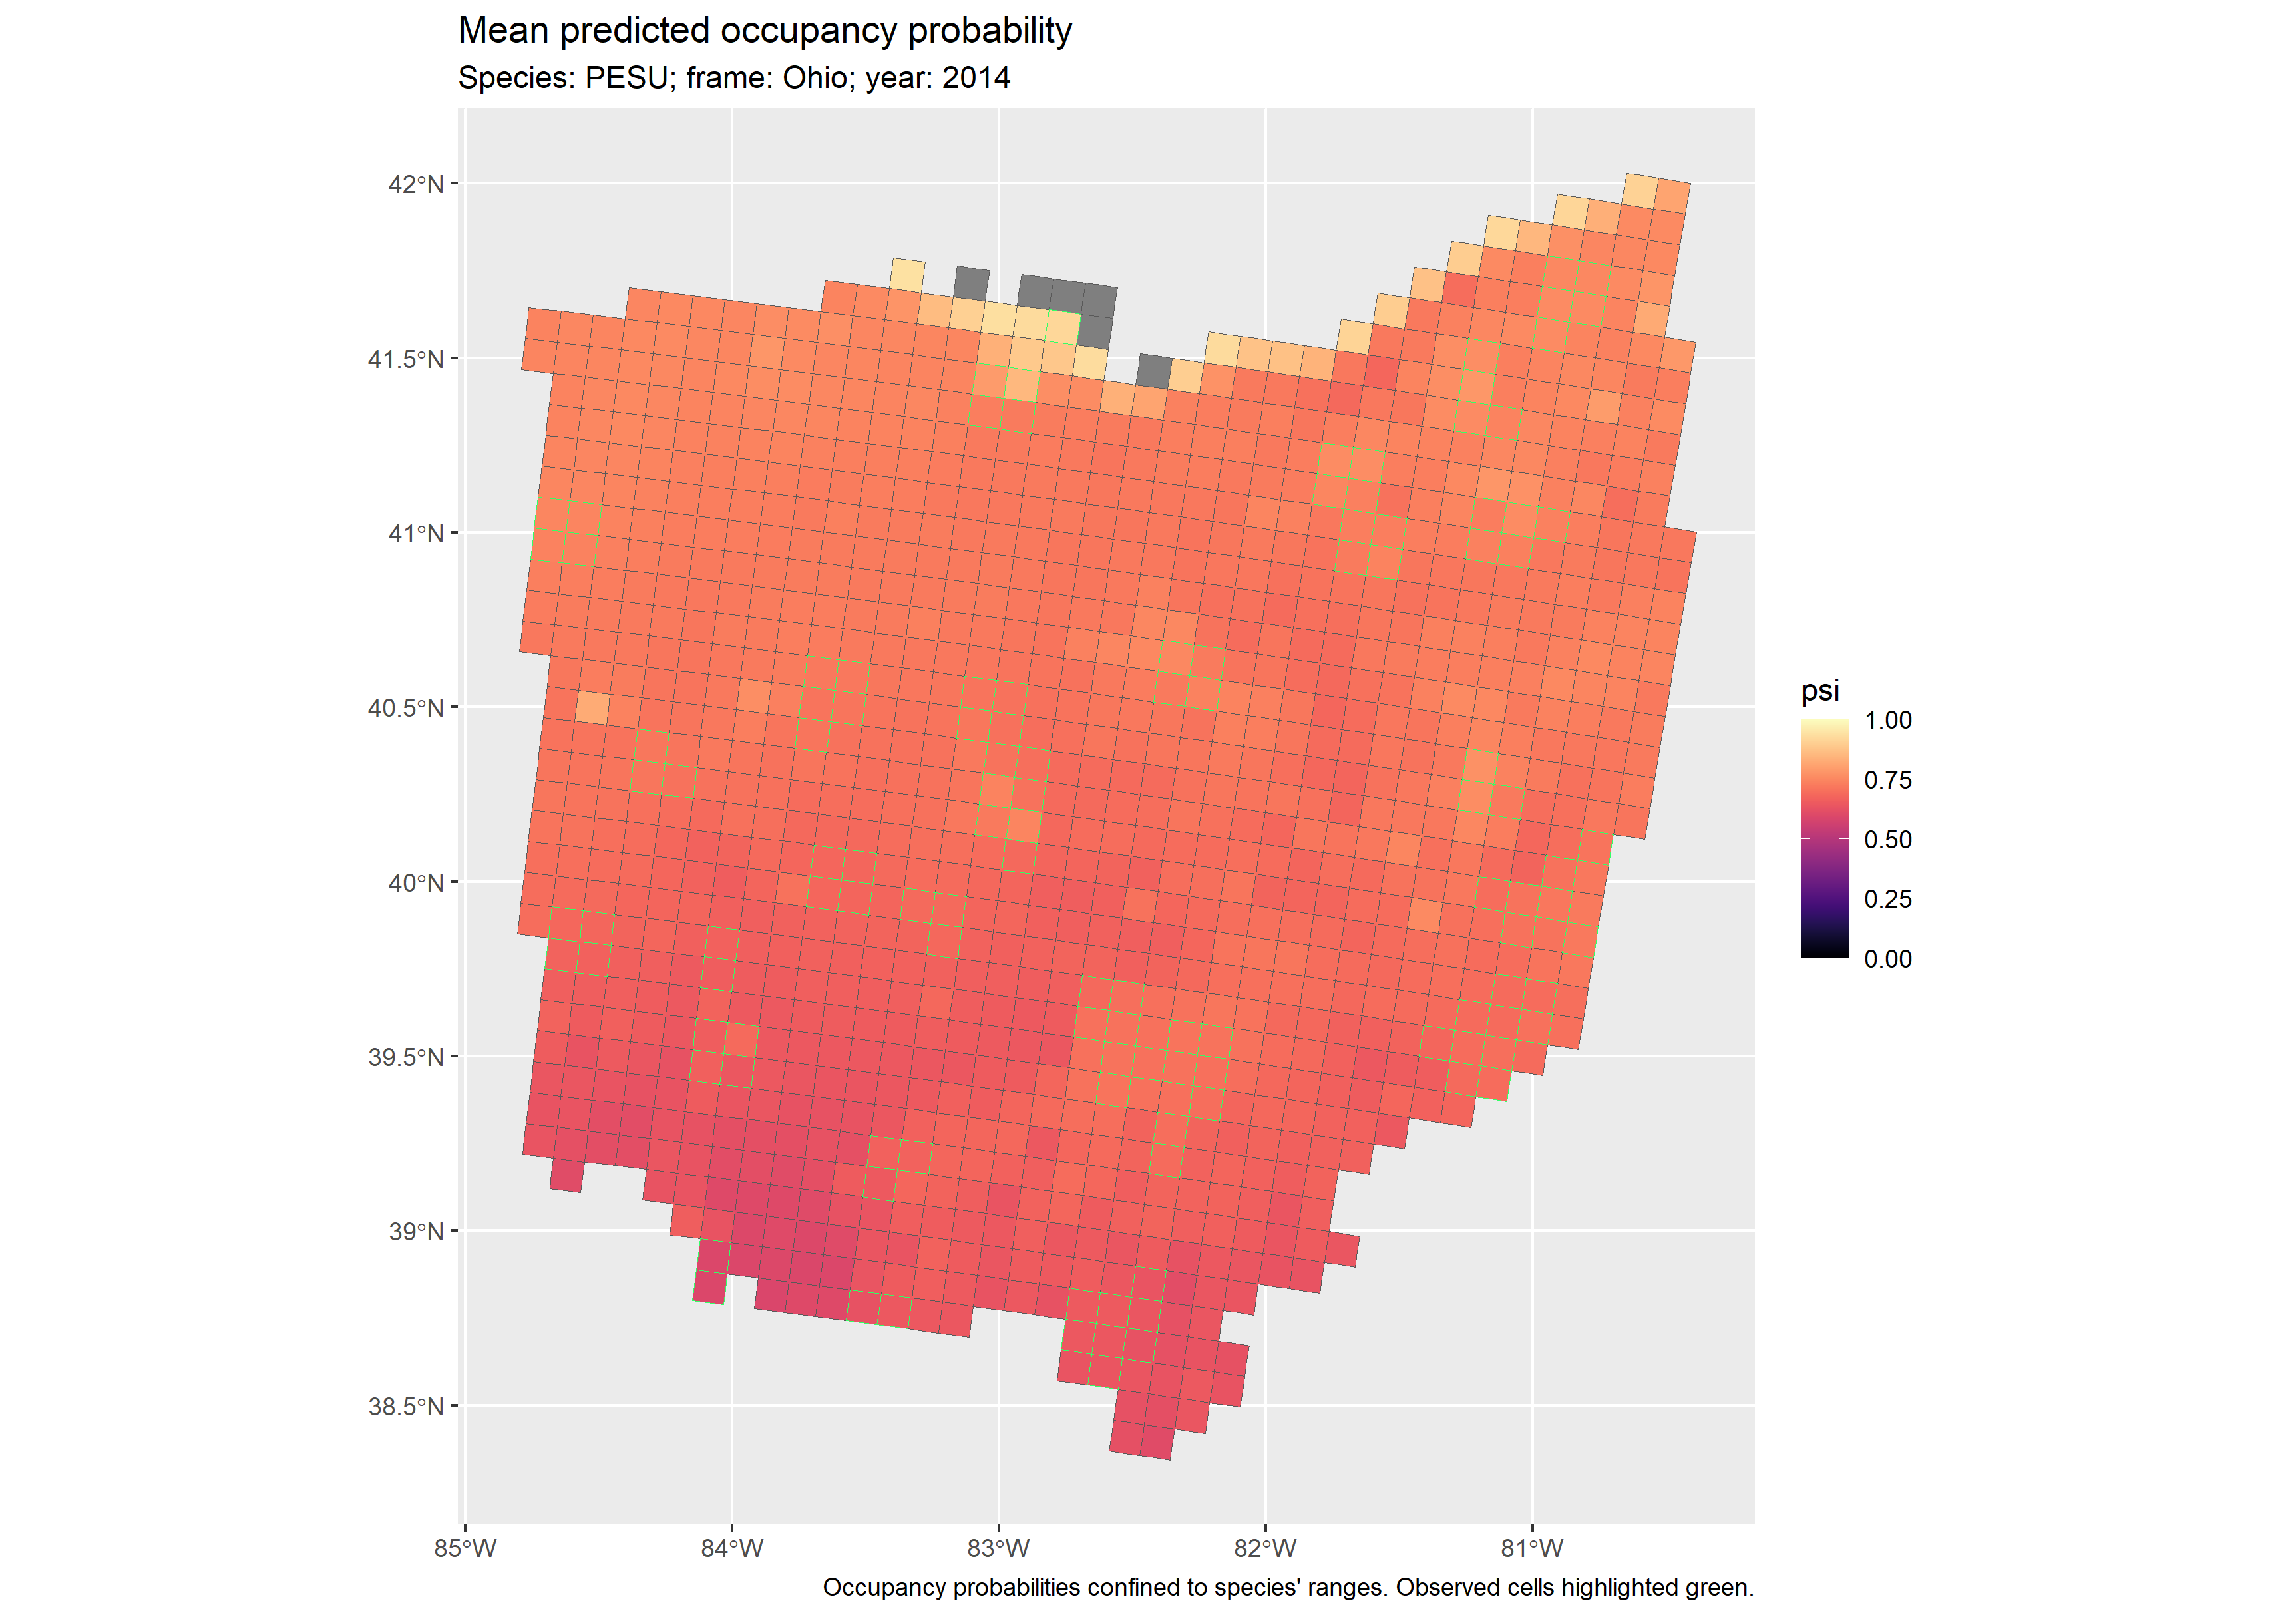 Mean predicted occupancy probability
Species: PESU; frame: Ohio; year: 2014
42°N
41.5°N
41°N
40.5°N
40°N
39.5°N
39°N
38.5°N
85°W
84°W
83°W
82°W
81°W
psi
1.00
0.75
0.50
0.25
0.00
Occupancy probabilities confined to species' ranges. Observed cells highlighted green.